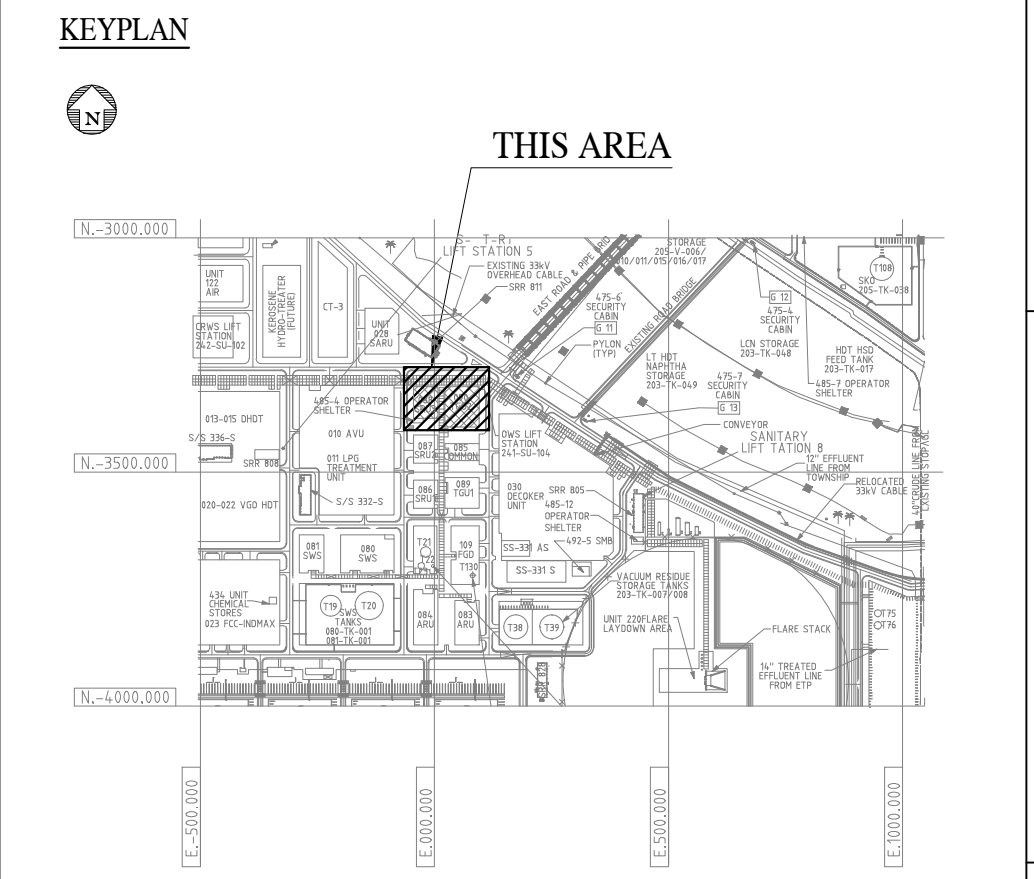 KEYPLAN
N
THIS AREA
N.-3000.000
LIFT STATION 5
EXISTING 33kV
OVERHEAD CABLE
SRR 811
EAST ROAD & PIPE BRID
STORAGE
205-V-006/
010/011/015/016/017
475-6
SECURITY
CABIN
G 11
PYLON
(TYP)
EXISTING ROAD BRIDGE
G 12
475-4
SECURITY
CABIN
LCN STORAGE
203-TK-048
T108
SKO
205-TK-038
HDT HSD
FEED TANK
203-TK-017
485-7 OPERATOR
SHELTER
LT HDT
NAPHTHA
STORAGE
203-TK-049
475-7
SECURITY
CABIN
G 13
UNIT
122
AIR
KEROSENE
HYDRO-TREATER
(FUTURE)
CT-3
UNIT
028
SARU
CRWS LIFT
STATION
242-SU-102
485-4 OPERATOR
SHELTER
013-015 DHDT
S/S 336-S
SRR 808
010 AVU
011 LPG
TREATMENT
UNIT
S/S 332-S
087
SRU2
085
COMMON
086
SRU1
089
TGU1
OWS LIFT
STATION
241-SU-104
CONVEYOR
SANITARY
LIFT TATION 8
12" EFFLUENT
LINE FROM
TOWNSHIP
RELOCATED
33kV CABLE
40"CRUDE LINE FROM
N.-3500.000
020-022 VGO HDT
030
DECOKER
UNIT
SRR 805
485-12
OPERATOR
SHELTER
492-5 SMB
SS-331 AS
SS-331 S
081
SWS
080
SWS
T21
T22
109
FGD
T130
434 UNIT
CHEMICAL
STORES
023 FCC-INDMAX
T19
T20
SWS
TANKS
080-TK-001
081-TK-001
084
ARU
083
ARU
T38
T39
VACUUM RESIDUE
STORAGE TANKS
203-TK-007/008
UNIT 220FLARE
LAYDOWN AREA
FLARE STACK
14" TREATED
EFFLUENT LINE
FROM ETP
OT75
OT76
SRR 828
N.-4000.000
E.-500.000
E.000.000
E.500.000
E.1000.000